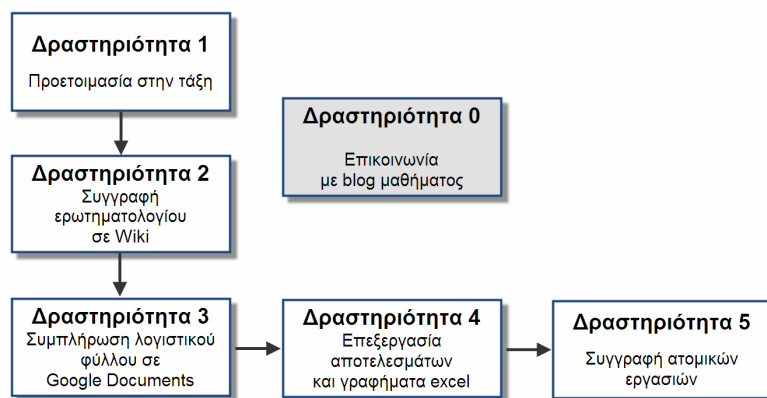 Δραστηριότητα 1
Προετοιμασία στην τάξη
Δραστηριότητα 0
Επικοινωνία
με blog μαθήματος
Δραστηριότητα 2
Συγγραφή
ερωτηματολογίου
σε Wiki
Δραστηριότητα 3
Συμπλήρωση λογιστικού
φύλλου σε
Google Documents
Δραστηριότητα 4
Επεξεργασία
αποτελεσμάτων
και γραφήματα excel
Δραστηριότητα 5
Συγγραφή ατομικών
εργασιών